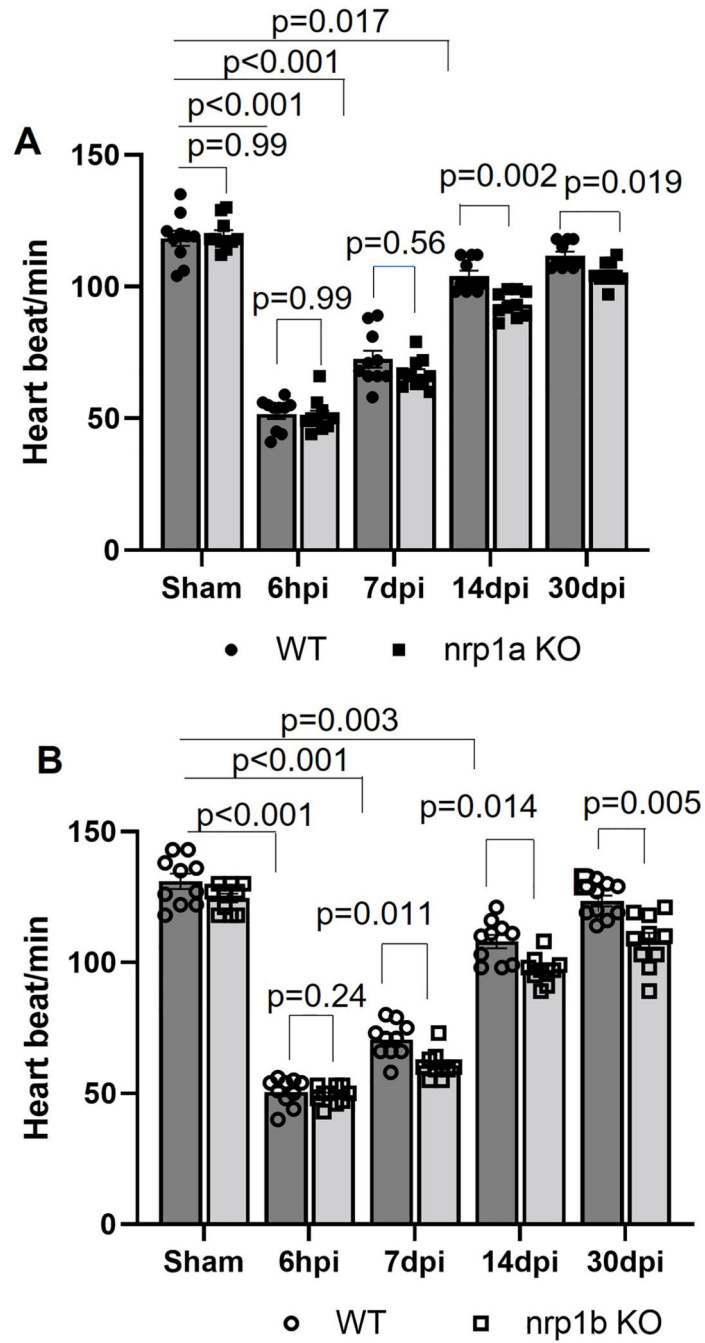 p=0.017
p<0.001
p<0.001
A
p=0.99
150
p=0.002
p=0.019
p=0.56
100
p=0.99
50
0
Heart beat/min
Sham 6hpi 7dpi 14dpi 30dpi
WT nrp1a KO
p=0.003
B
p<0.001
p<0.001
150
p=0.014
p=0.005
p=0.011
100
p=0.24
50
0
Heart beat/min
Sham 6hpi 7dpi 14dpi 30dpi
WT nrp1b KO